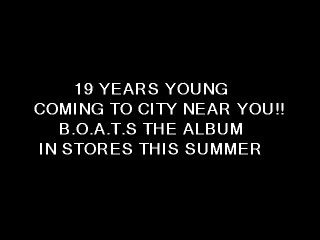 19 YEARS YOUNG
COMING TO CITY NEAR YOU!!
B.O.A.T.S THE ALBUM
IN STORES THIS SUMMER